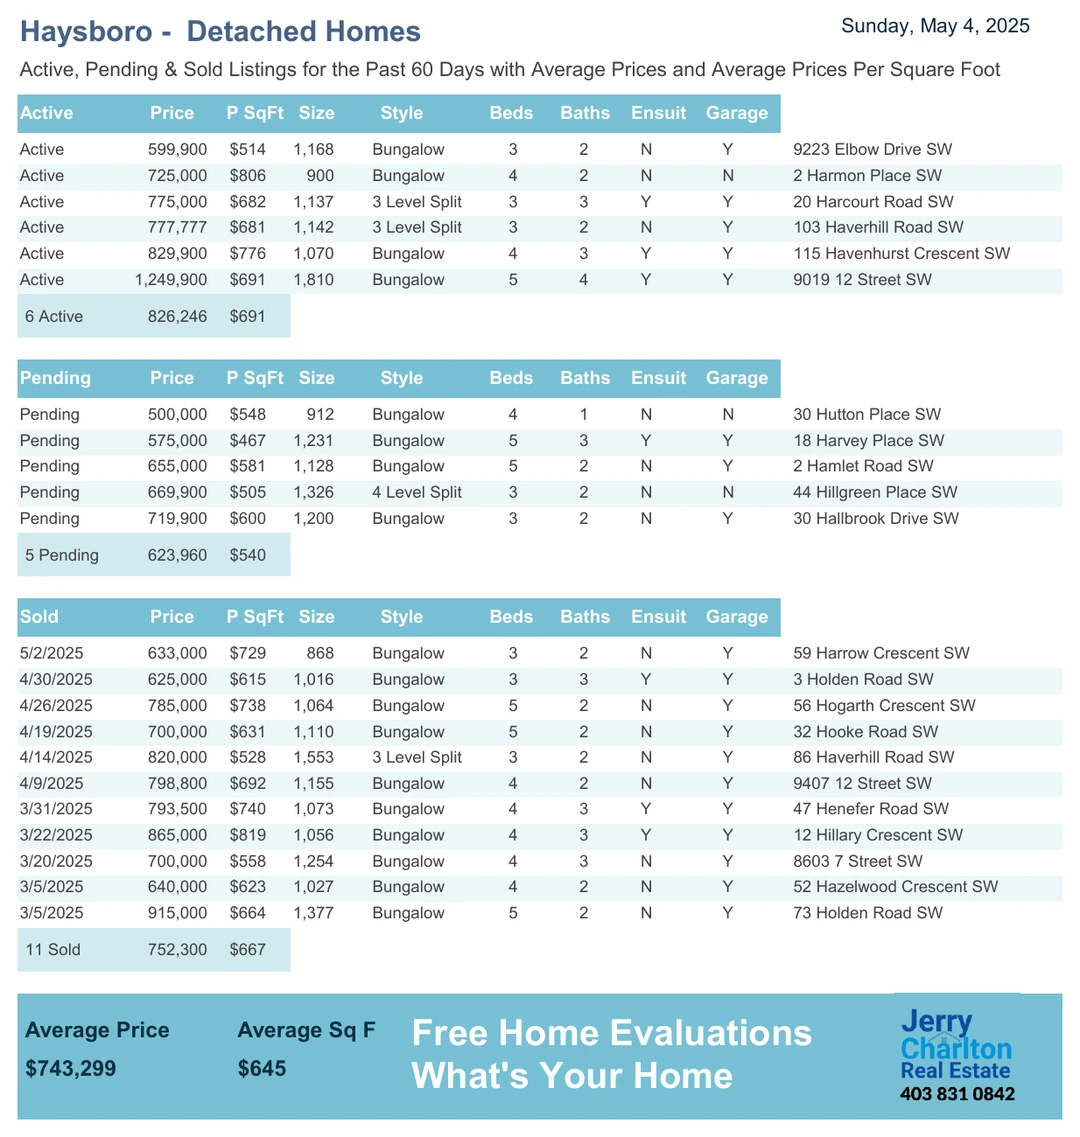 Haysboro - Detached Homes
Sunday, May 4, 2025
Active, Pending & Sold Listings for the Past 60 Days with Average Prices and Average Prices Per Square Foot
Active Price P SqFt Size Style Beds Baths Ensuit Garage
Active 599,900 $514 1,168 Bungalow 3 2 N Y 9223 Elbow Drive SW
Active 725,000 $806 900 Bungalow 4 2 N N 2 Harmon Place SW
Active 775,000 $682 1,137 3 Level Split 3 3 Y Y 20 Harcourt Road SW
Active 777,777 $681 1,142 3 Level Split 3 2 N Y 103 Haverhill Road SW
Active 829,900 $776 1,070 Bungalow 4 3 Y Y 115 Havenhurst Crescent SW
Active 1,249,900 $691 1,810 Bungalow 5 4 Y Y 9019 12 Street SW
6 Active 826,246 $691
Pending Price P SqFt Size Style Beds Baths Ensuit Garage
Pending 500,000 $548 912 Bungalow 4 1 N N 30 Hutton Place SW
Pending 575,000 $467 1,231 Bungalow 5 3 Y Y 18 Harvey Place SW
Pending 655,000 $581 1,128 Bungalow 5 2 N Y 2 Hamlet Road SW
Pending 669,900 $505 1,326 4 Level Split 3 2 N N 44 Hillgreen Place SW
Pending 719,900 $600 1,200 Bungalow 3 2 N Y 30 Hallbrook Drive SW
5 Pending 623,960 $540
Sold Price P SqFt Size Style Beds Baths Ensuit Garage
5/2/2025 633,000 $729 868 Bungalow 3 2 N Y 59 Harrow Crescent SW
4/30/2025 625,000 $615 1,016 Bungalow 3 3 Y Y 3 Holden Road SW
4/26/2025 785,000 $738 1,064 Bungalow 5 2 N Y 56 Hogarth Crescent SW
4/19/2025 700,000 $631 1,110 Bungalow 5 2 N Y 32 Hooke Road SW
4/14/2025 820,000 $528 1,553 3 Level Split 3 2 N Y 86 Haverhill Road SW
4/9/2025 798,800 $692 1,155 Bungalow 4 2 N Y 9407 12 Street SW
3/31/2025 793,500 $740 1,073 Bungalow 4 3 Y Y 47 Henefer Road SW
3/22/2025 865,000 $819 1,056 Bungalow 4 3 Y Y 12 Hillary Crescent SW
3/20/2025 700,000 $558 1,254 Bungalow 4 3 N Y 8603 7 Street SW
3/5/2025 640,000 $623 1,027 Bungalow 4 2 N Y 52 Hazelwood Crescent SW
3/5/2025 915,000 $664 1,377 Bungalow 5 2 N Y 73 Holden Road SW
11 Sold 752,300 $667
Average Price Average Sq F
$743,299 $645
Free Home Evaluations
What's Your Home
Jerry
Charlton
Real Estate
403 831 0842